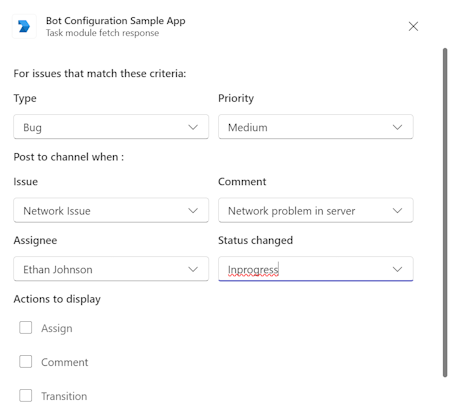 Bot Configuration Sample App
Task module fetch response
For issues that match these criteria:
Type Priority
Bug Medium
Post to channel when :
Issue Comment
Network Issue Network problem in server
Assignee Status changed
Ethan Johnson Inprogress
Actions to display
Assign
Comment
Transition